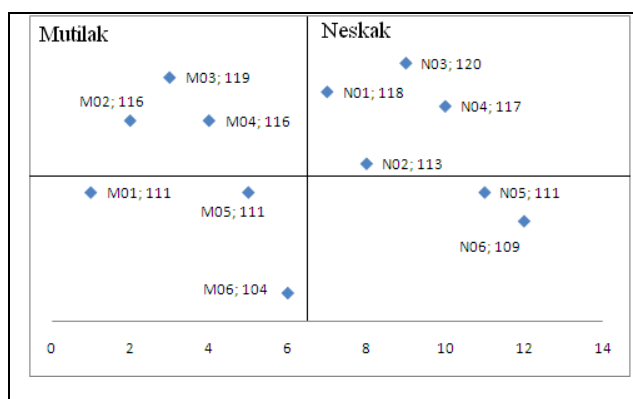 Mutilak
Neskak
N03; 120
M03; 119
N01; 118
M02; 116
N04; 117
M04; 116
N02; 113
M01; 111
M05; 111
N05; 111
N06; 109
M06; 104
0 2 4 6 8 10 12 14